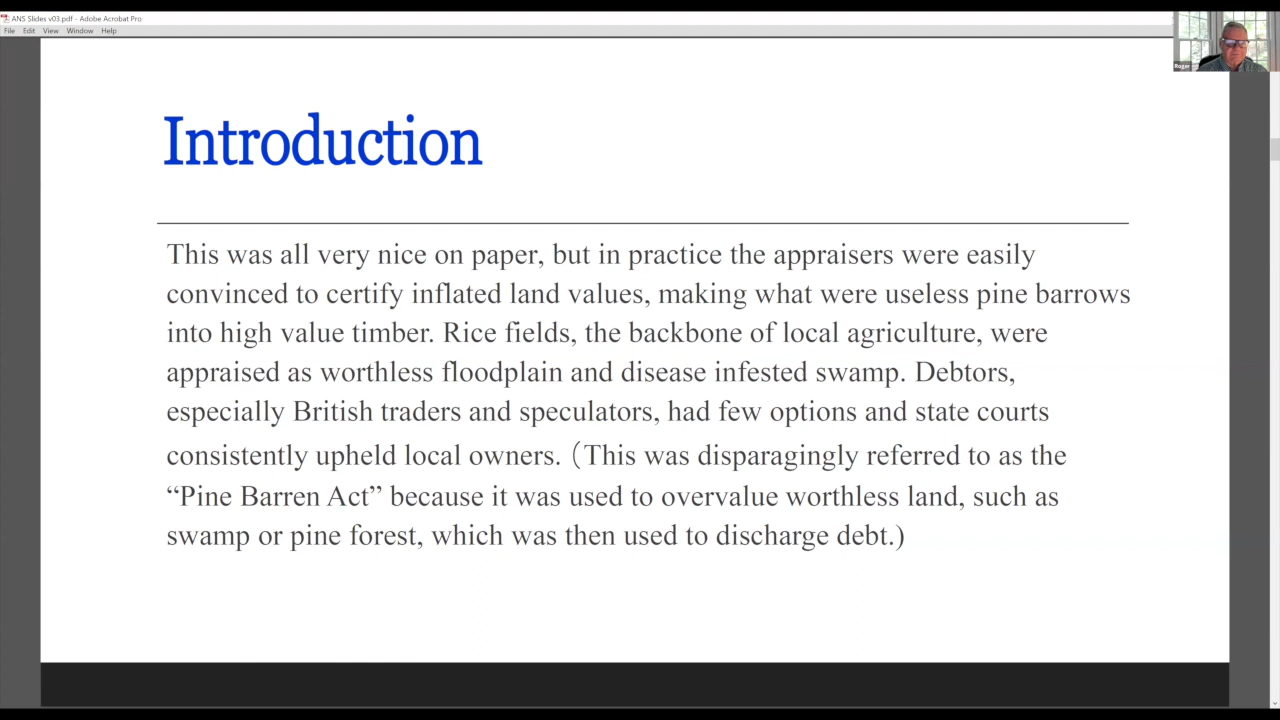 ANS Slides v03.pdf - Adobe Acrobat Pro
File Edit View Window Help
Roger
Introduction
This was all very nice on paper, but in practice the appraisers were easily
convinced to certify inflated land values, making what were useless pine barrows
into high value timber. Rice fields, the backbone of local agriculture, were
appraised as worthless floodplain and disease infested swamp. Debtors,
especially British traders and speculators, had few options and state courts
consistently upheld local owners. (This was disparagingly referred to as the
“Pine Barren Act” because it was used to overvalue worthless land, such as
swamp or pine forest, which was then used to discharge debt.)